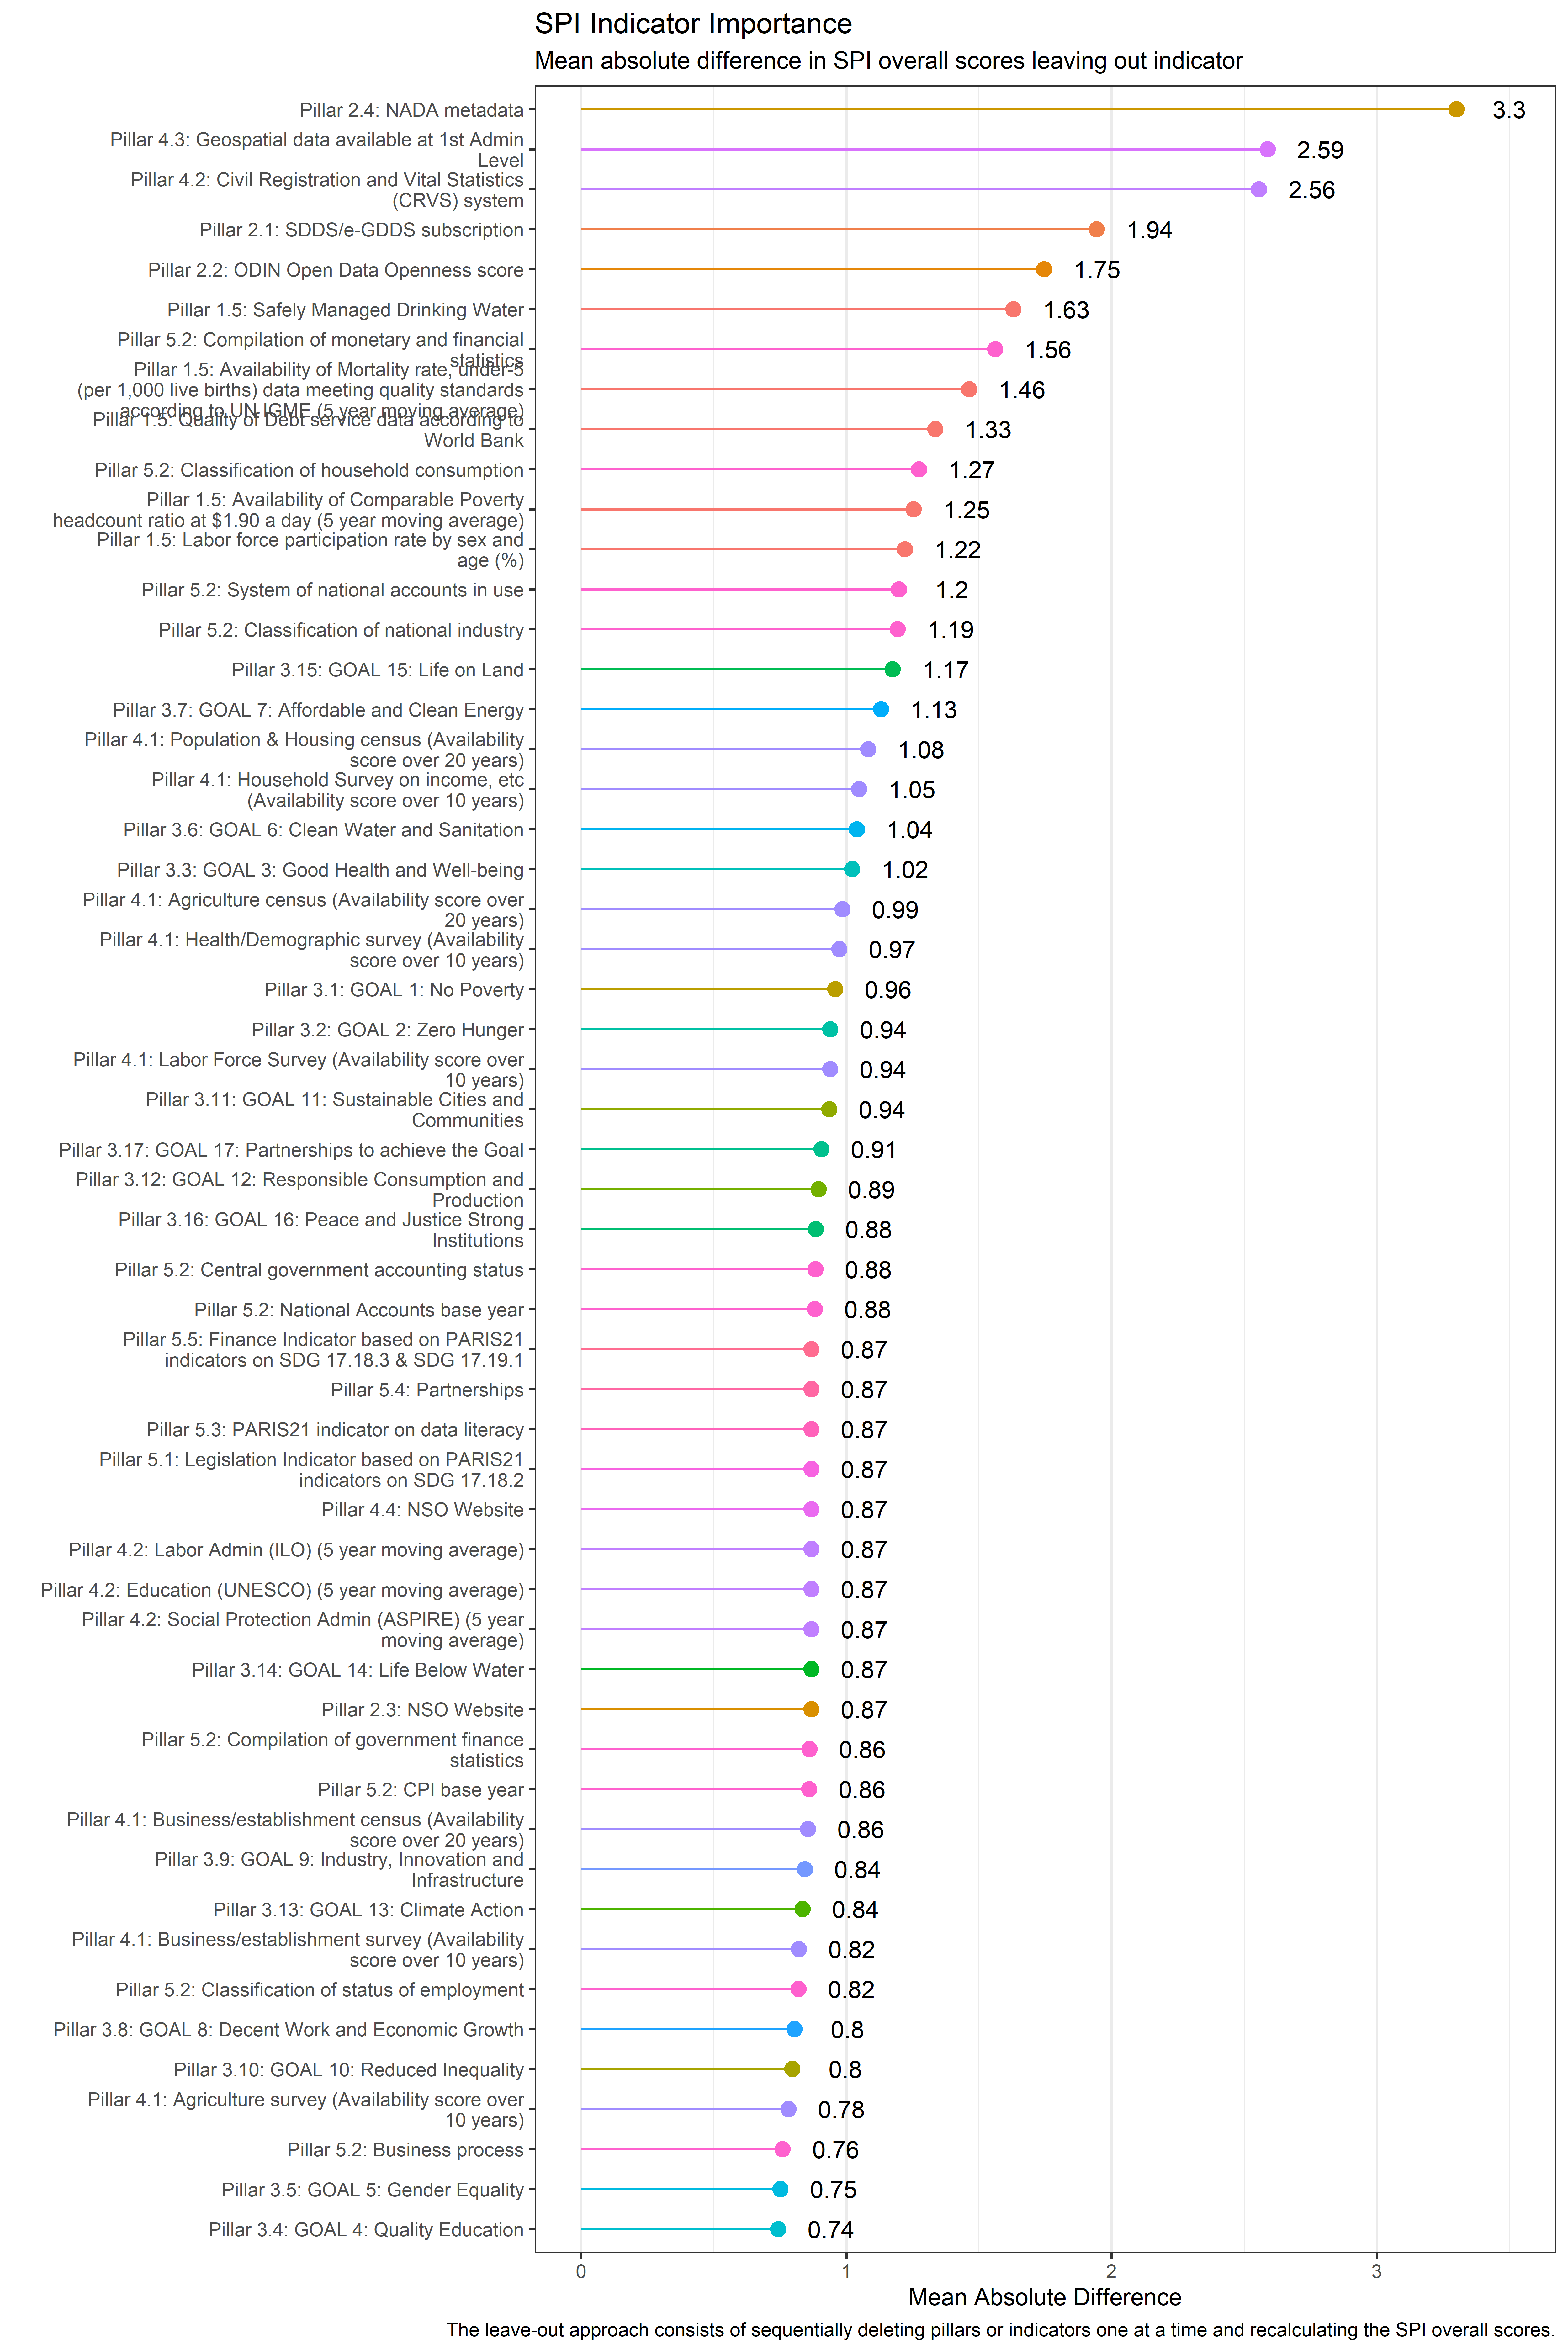 SPI Indicator Importance
Mean absolute difference in SPI overall scores leaving out indicator
Pillar 2.4: NADA metadata
3.3
Pillar 4.3: Geospatial data available at 1st Admin
Level
2.59
Pillar 4.2: Civil Registration and Vital Statistics
(CRVS) system
2.56
Pillar 2.1: SDDS/e-GDDS subscription
1.94
Pillar 2.2: ODIN Open Data Openness score
1.75
Pillar 1.5: Safely Managed Drinking Water
1.63
Pillar 5.2: Compilation of monetary and financial
statistics
1.56
Pillar 1.5: Availability of Mortality rate, under-5
(per 1,000 live births) data meeting quality standards
according to UN IGME (5 year moving average)
1.46
Pillar 1.5: Quality of Debt service data according to
World Bank
1.33
Pillar 5.2: Classification of household consumption
1.27
Pillar 1.5: Availability of Comparable Poverty
headcount ratio at $1.90 a day (5 year moving average)
1.25
Pillar 1.5: Labor force participation rate by sex and
age (%)
1.22
Pillar 5.2: System of national accounts in use
1.2
Pillar 5.2: Classification of national industry
1.19
Pillar 3.15: GOAL 15: Life on Land
1.17
Pillar 3.7: GOAL 7: Affordable and Clean Energy
1.13
Pillar 4.1: Population & Housing census (Availability
score over 20 years)
1.08
Pillar 4.1: Household Survey on income, etc
(Availability score over 10 years)
1.05
Pillar 3.6: GOAL 6: Clean Water and Sanitation
1.04
Pillar 3.3: GOAL 3: Good Health and Well-being
1.02
Pillar 4.1: Agriculture census (Availability score over
20 years)
0.99
Pillar 4.1: Health/Demographic survey (Availability
score over 10 years)
0.97
Pillar 3.1: GOAL 1: No Poverty
0.96
Pillar 3.2: GOAL 2: Zero Hunger
0.94
Pillar 4.1: Labor Force Survey (Availability score over
10 years)
0.94
Pillar 3.11: GOAL 11: Sustainable Cities and
Communities
0.94
Pillar 3.17: GOAL 17: Partnerships to achieve the Goal
0.91
Pillar 3.12: GOAL 12: Responsible Consumption and
Production
0.89
Pillar 3.16: GOAL 16: Peace and Justice Strong
Institutions
0.88
Pillar 5.2: Central government accounting status
0.88
Pillar 5.2: National Accounts base year
0.88
Pillar 5.5: Finance Indicator based on PARIS21
indicators on SDG 17.18.3 & SDG 17.19.1
0.87
Pillar 5.4: Partnerships
0.87
Pillar 5.3: PARIS21 indicator on data literacy
0.87
Pillar 5.1: Legislation Indicator based on PARIS21
indicators on SDG 17.18.2
0.87
Pillar 4.4: NSO Website
0.87
Pillar 4.2: Labor Admin (ILO) (5 year moving average)
0.87
Pillar 4.2: Education (UNESCO) (5 year moving average)
0.87
Pillar 4.2: Social Protection Admin (ASPIRE) (5 year
moving average)
0.87
Pillar 3.14: GOAL 14: Life Below Water
0.87
Pillar 2.3: NSO Website
0.87
Pillar 5.2: Compilation of government finance
statistics
0.86
Pillar 5.2: CPI base year
0.86
Pillar 4.1: Business/establishment census (Availability
score over 20 years)
0.86
Pillar 3.9: GOAL 9: Industry, Innovation and
Infrastructure
0.84
Pillar 3.13: GOAL 13: Climate Action
0.84
Pillar 4.1: Business/establishment survey (Availability
score over 10 years)
0.82
Pillar 5.2: Classification of status of employment
0.82
Pillar 3.8: GOAL 8: Decent Work and Economic Growth
0.8
Pillar 3.10: GOAL 10: Reduced Inequality
0.8
Pillar 4.1: Agriculture survey (Availability score over
10 years)
0.78
Pillar 5.2: Business process
0.76
Pillar 3.5: GOAL 5: Gender Equality
0.75
Pillar 3.4: GOAL 4: Quality Education
0.74
0 1 2 3
Mean Absolute Difference
The leave-out approach consists of sequentially deleting pillars or indicators one at a time and recalculating the SPI overall scores.